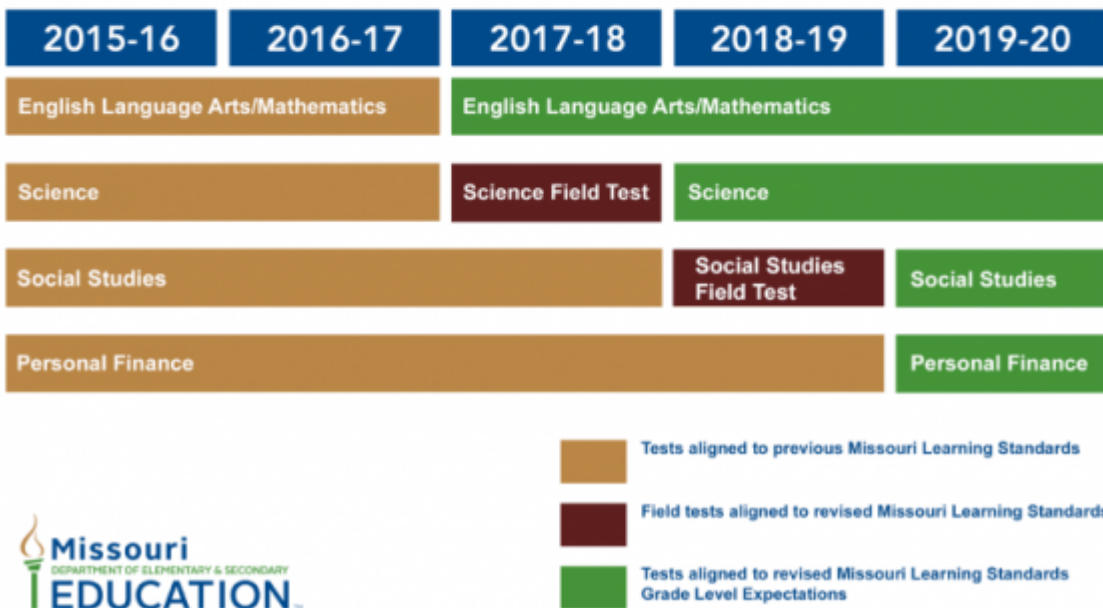 2015-16 2016-17 2017-18 2018-19 2019-20
English Language Arts/Mathematics English Language Arts/Mathematics
Science Science Field Test Science
Social Studies Social Studies
Field Test Social Studies
Personal Finance Personal Finance
Tests aligned to previous Missouri Learning Standards
Field tests aligned to revised Missouri Learning Standards
Tests aligned to revised Missouri Learning Standards
Grade Level Expectations
Missouri
DEPARTMENT OF ELEMENTARY & SECONDARY
EDUCATION